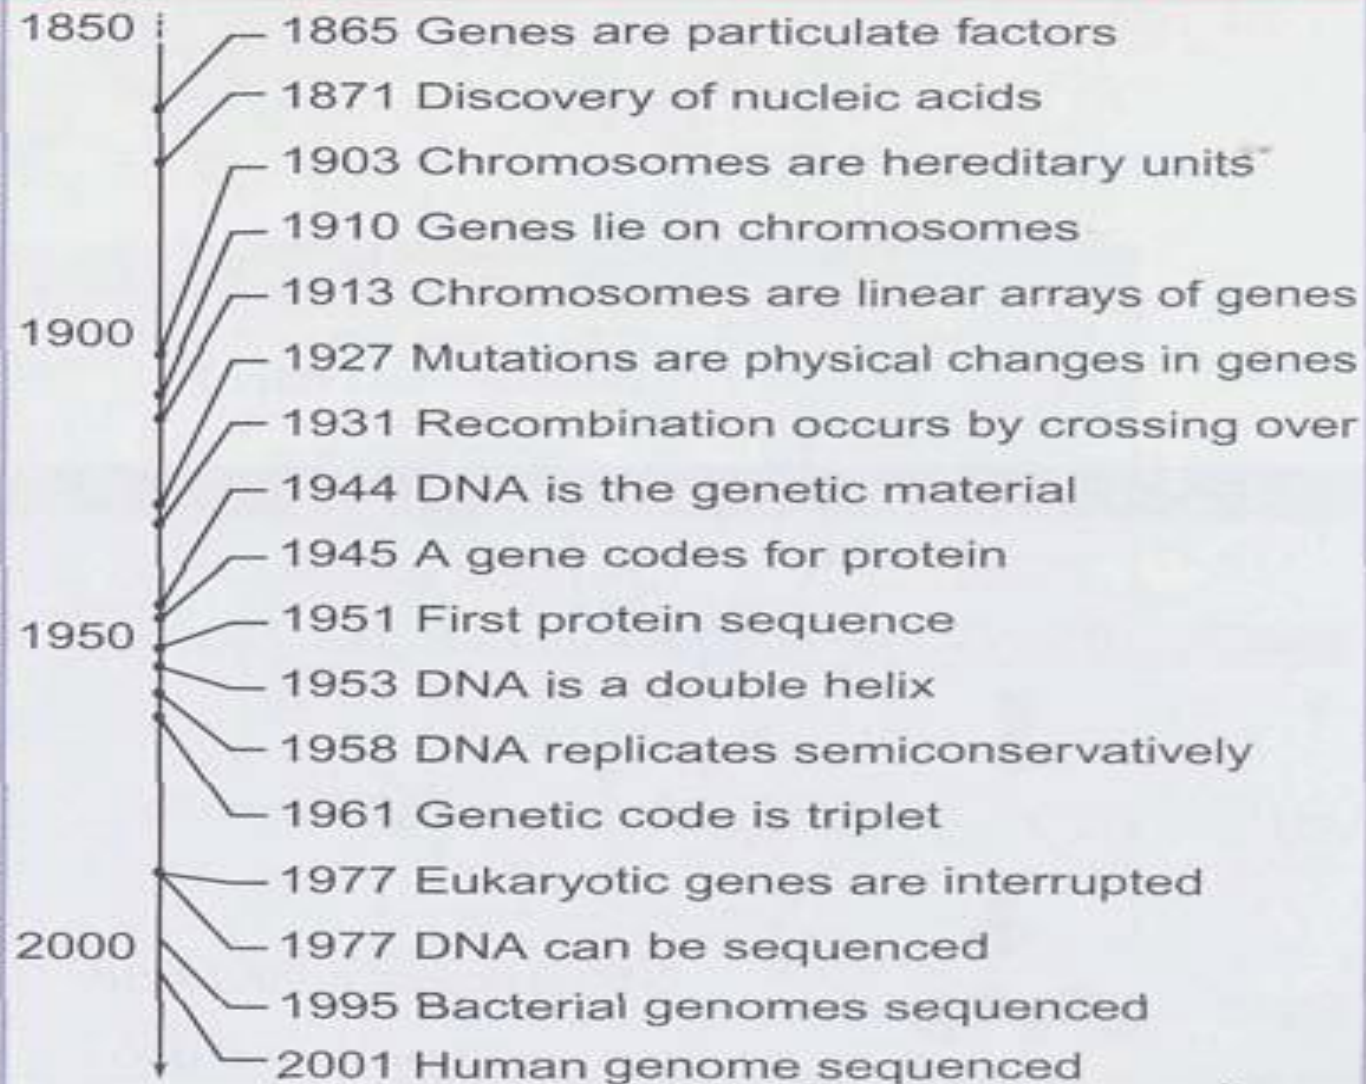 1850
1865 Genes are particulate factors
1871 Discovery of nucleic acids
1903 Chromosomes are hereditary units
1910 Genes lie on chromosomes
1913 Chromosomes are linear arrays of genes
1900
1927 Mutations are physical changes in genes
1931 Recombination occurs by crossing over
1944 DNA is the genetic material
1945 A gene codes for protein
1951 First protein sequence
1950
1953 DNA is a double helix
1958 DNA replicates semiconservatively
1961 Genetic code is triplet
1977 Eukaryotic genes are interrupted
2000
1977 DNA can be sequenced
1995 Bacterial genomes sequenced
2001 Human genome sequenced